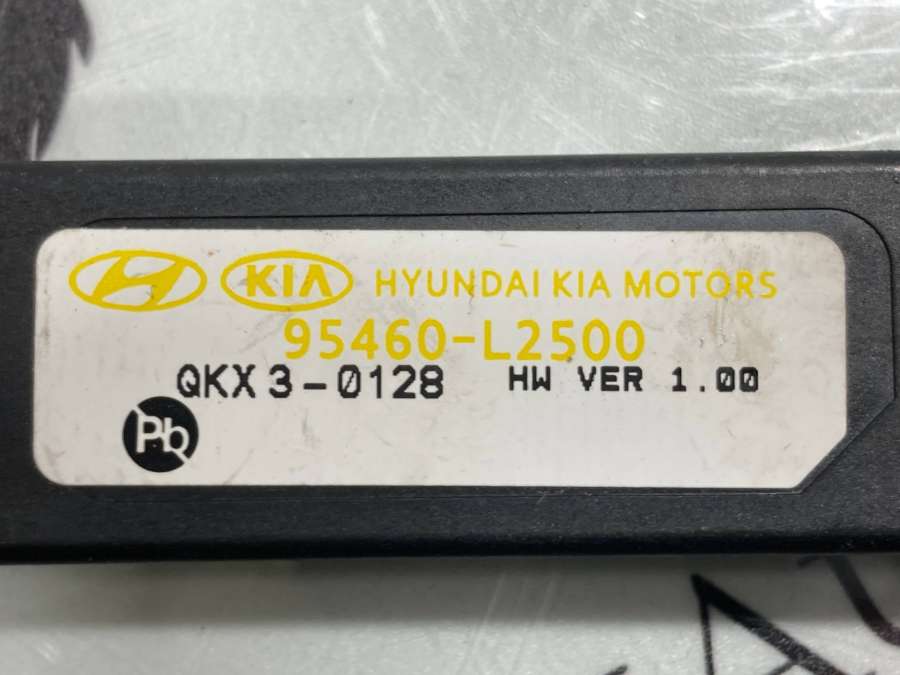 KIA HYUNDAI KIA MOTORS
95460-L2500
QKX3-0128 HW VER 1.00
Pb